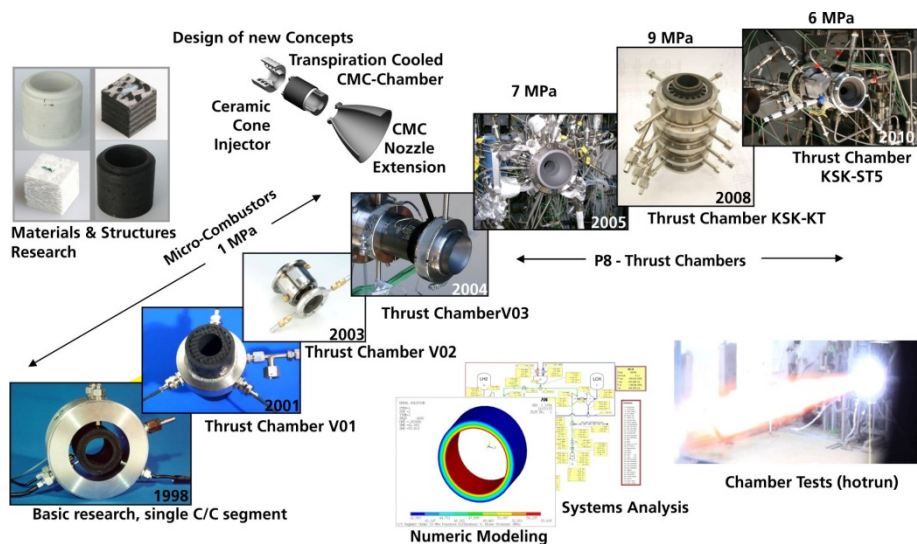 Design of new Concepts
Transpiration Cooled
CMC-Chamber
Ceramic
Cone
Injector
CMC
Nozzle
Extension
6 MPa
9 MPa
7 MPa
2010
Thrust Chamber
KSK-ST5
2008
Thrust Chamber KSK-KT
2005
P8 - Thrust Chambers
Materials & Structures
Research
Micro-Combustors
1 MPa
2004
Thrust ChamberV03
2003
Thrust Chamber V02
2001
Thrust Chamber V01
1998
Basic research, single C/C segment
LH2
LOX
Numeric Modeling
Systems Analysis
Chamber Tests (hotrun)